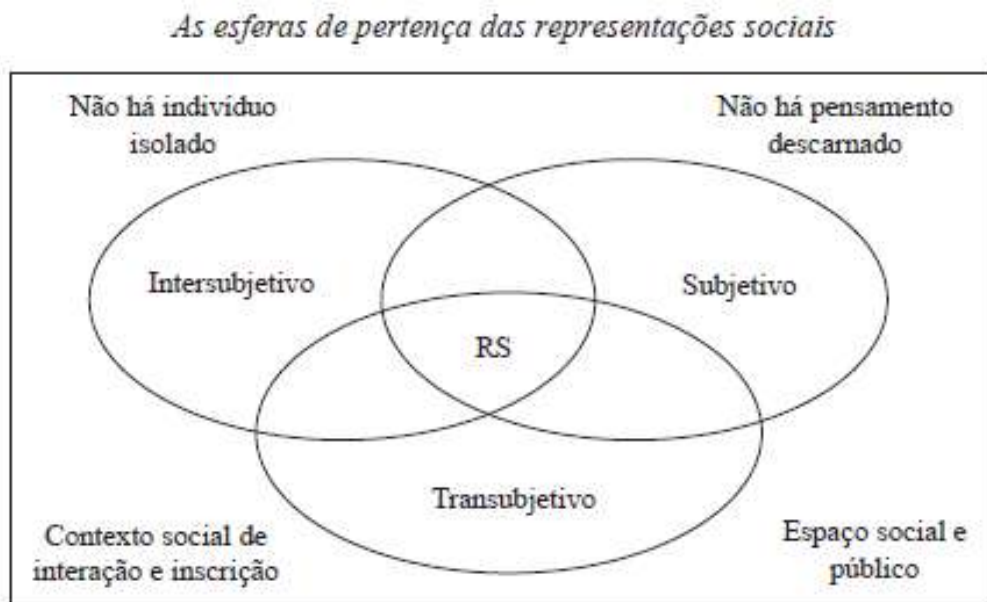 As esferas de pertença das representações sociais
Não há indivíduo
isolado
Não há pensamento
descarnado
Intersubjetivo
Subjetivo
RS
Transubjetivo
Contexto social de
interação e inscrição
Espaço social e
público